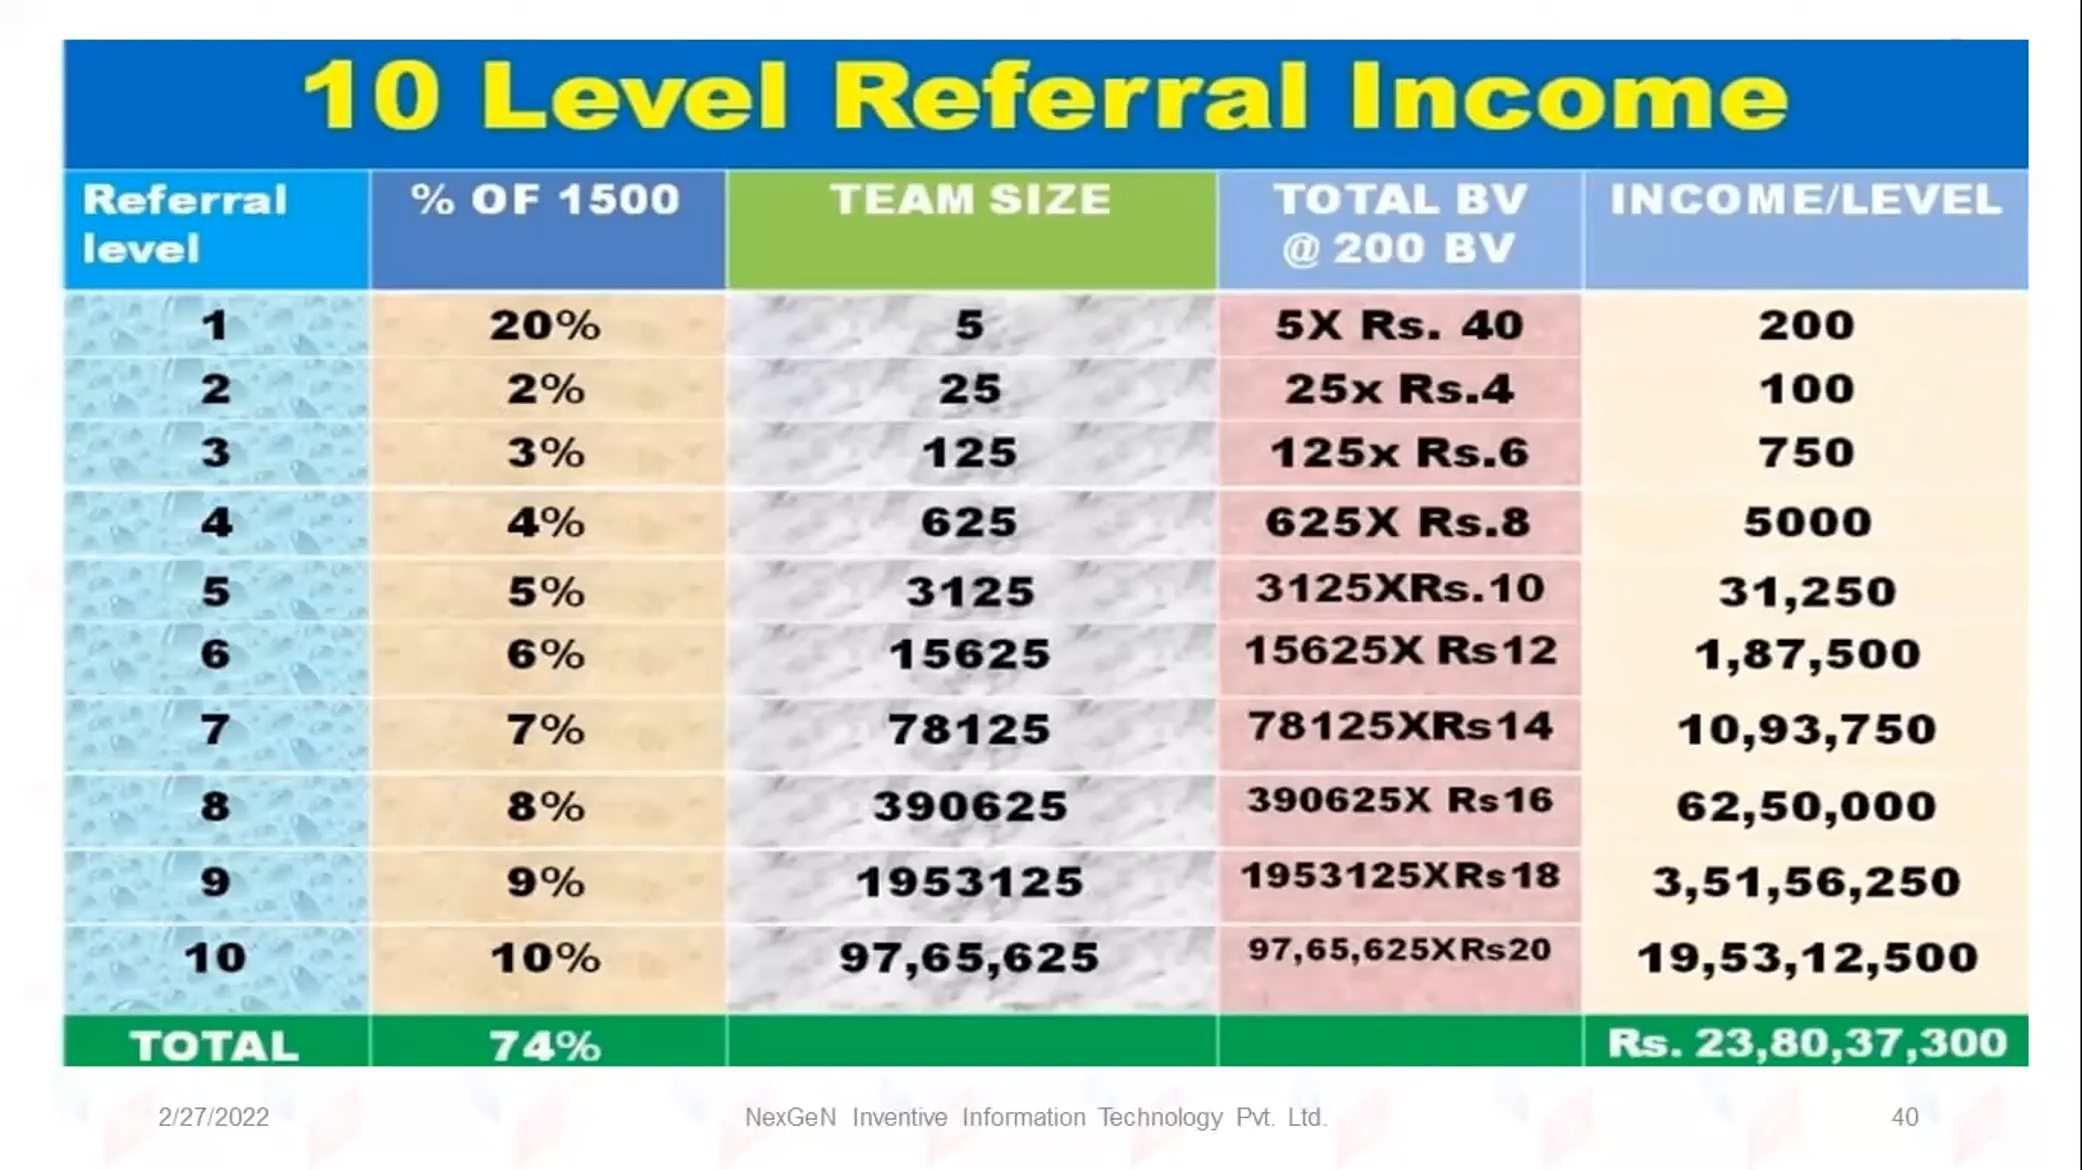 10 Level Referral Income
Referral level % OF 1500 TEAM SIZE TOTAL BV @ 200 BV INCOME/LEVEL
1 20% 5 5X Rs. 40 200
2 2% 25 25x Rs.4 100
3 3% 125 125x Rs.6 750
4 4% 625 625X Rs.8 5000
5 5% 3125 3125XRs.10 31,250
6 6% 15625 15625X Rs12 1,87,500
7 7% 78125 78125XRs14 10,93,750
8 8% 390625 390625X Rs16 62,50,000
9 9% 1953125 1953125XRs18 3,51,56,250
10 10% 97,65,625 97,65,625XRs20 19,53,12,500
TOTAL 74% Rs. 23,80,37,300
2/27/2022 NexGeN Inventive Information Technology Pvt. Ltd. 40